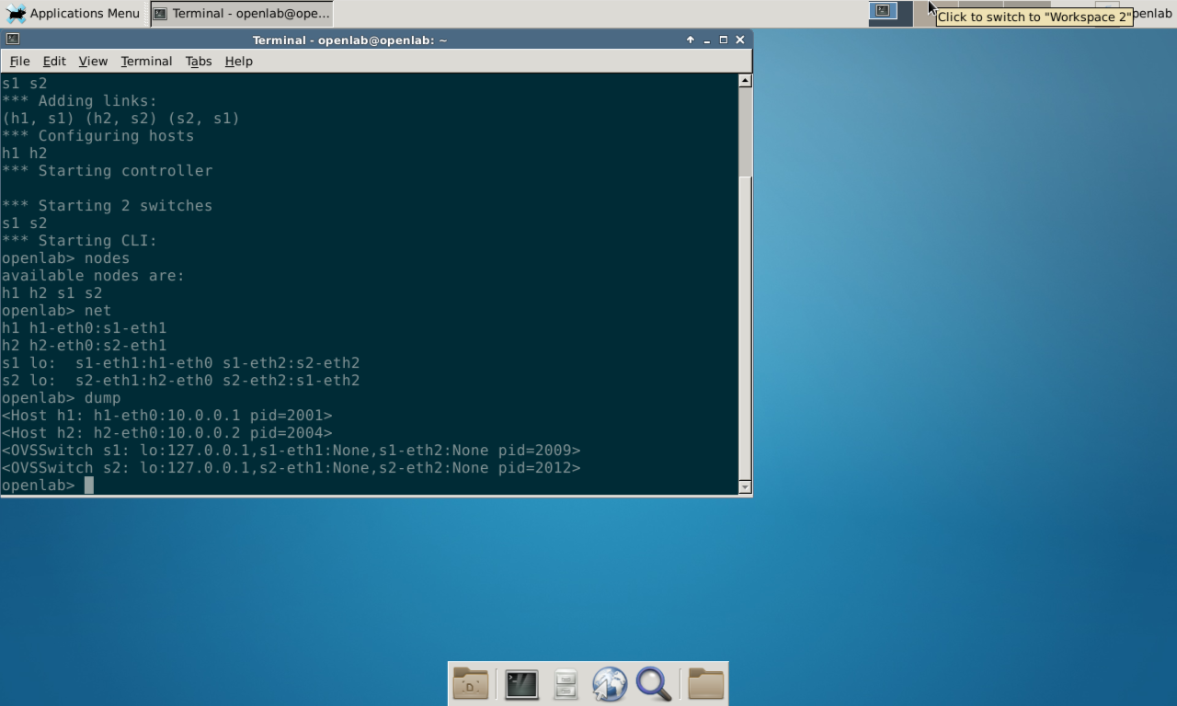 Applications Menu
Terminal - openlab@ope...
Click to switch to "Workspace 2"
penlab
Terminal - openlab@openlab: ~
File Edit View Terminal Tabs Help
s1 s2
*** Adding links:
(h1, s1) (h2, s2) (s2, s1)
*** Configuring hosts
h1 h2
*** Starting controller
*** Starting 2 switches
s1 s2
*** Starting CLI:
openlab> nodes
available nodes are:
h1 h2 s1 s2
openlab> net
h1 h1-eth0:s1-eth1
h2 h2-eth0:s2-eth1
s1 lo:  s1-eth1:h1-eth0 s1-eth2:s2-eth2
s2 lo:  s2-eth1:h2-eth0 s2-eth2:s1-eth2
openlab> dump
<Host h1: h1-eth0:10.0.0.1 pid=2001>
<Host h2: h2-eth0:10.0.0.2 pid=2004>
<OVSSwitch s1: lo:127.0.0.1,s1-eth1:None,s1-eth2:None pid=2009>
<OVSSwitch s2: lo:127.0.0.1,s2-eth1:None,s2-eth2:None pid=2012>
openlab>